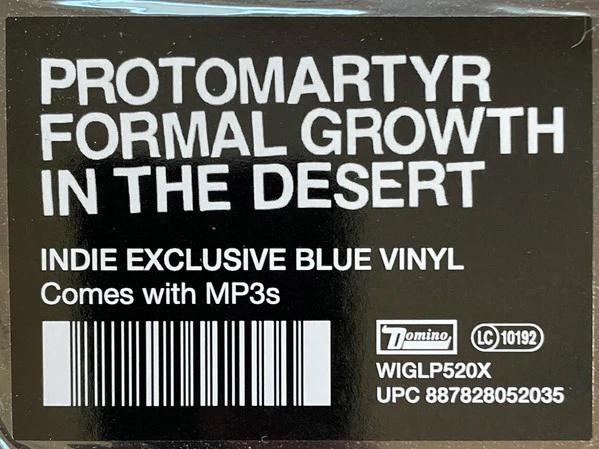 PROTOMARTYR
FORMAL GROWTH
IN THE DESERT
INDIE EXCLUSIVE BLUE VINYL
Comes with MP3s
Domino LC 10192
WIGLP520X
UPC 887828052035